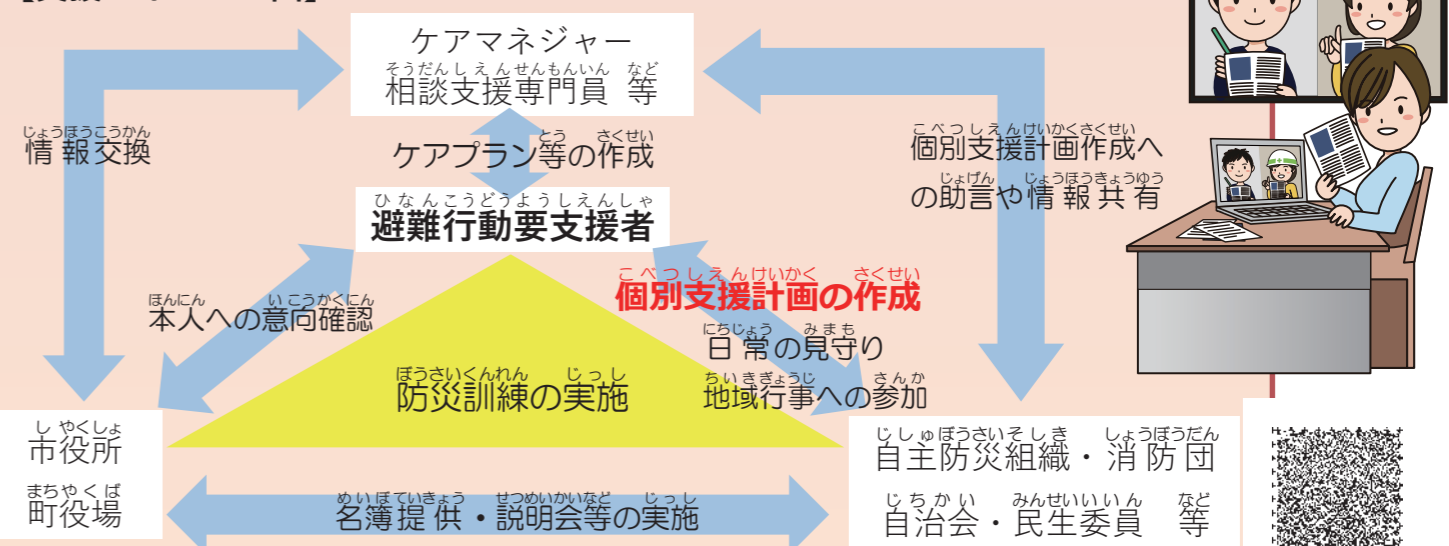 ケアマネジャー
そうだんしえんせんもんいん など
相談支援専門員 等
じょうほうこうかん
情報交換
とう さくせい
ケアプラン等の作成
こべつしえんけいかくさくせい
個別支援計画作成へ
じょげん じょうほうきょうゆう
の助言や情報共有
ひなんこうどうようしえんしゃ
避難行動要支援者
ほんにん いこうかくにん
本人への意向確認
こべつしえんけいかく さくせい
個別支援計画の作成
にちじょう みまも
日常の見守り
ちいきぎょうじ さんか
地域行事への参加
ぼうさいくんれん じっし
防災訓練の実施
しやくしょ
市役所
まちやくば
町役場
めいぼていきょう せつめいかいなど じっし
名簿提供・説明会等の実施
じしゅぼうさいそしき しょうぼうだん
自主防災組織・消防団
じちかい みんせいいいん など
自治会・民生委員 等